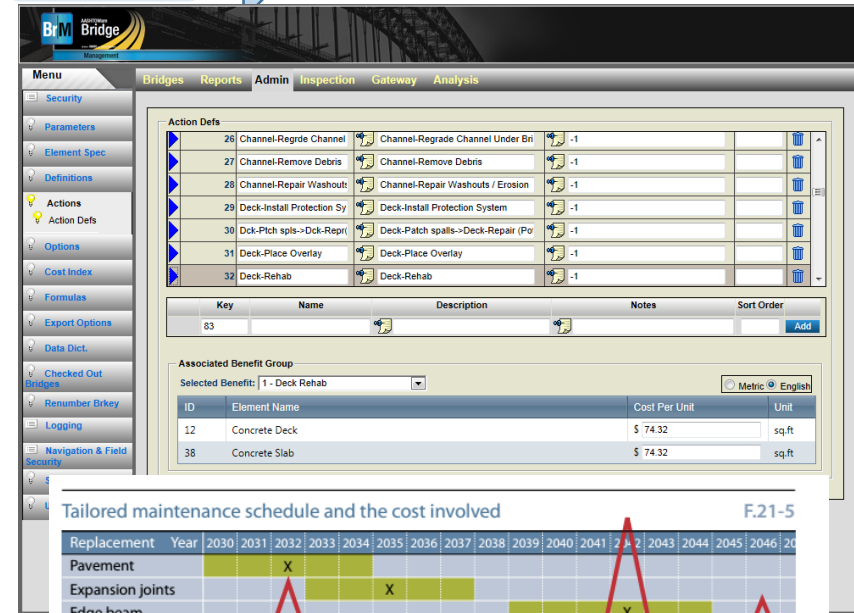 BrM AASHTOWare
Bridge
Management
Menu
Bridges Reports Admin Inspection Gateway Analysis
Security
Parameters
Element Spec
Definitions
Actions
Action Defs
Options
Cost Index
Formulas
Export Options
Data Dict.
Checked Out
Bridges
Renumber Brkey
Logging
Navigation & Field
Security
Action Defs
26 Channel-Regrde Channel Channel-Regrade Channel Under Bri -1
27 Channel-Remove Debris Channel-Remove Debris -1
28 Channel-Repair Washouts Channel-Repair Washouts / Erosion -1
29 Deck-Install Protection Sy Deck-Install Protection System -1
30 Dck-Ptch spls->Dck-Repr( Deck-Patch spalls->Deck-Repair (Po -1
31 Deck-Place Overlay Deck-Place Overlay -1
32 Deck-Rehab Deck-Rehab -1
Key Name Description Notes Sort Order
83 Add
Associated Benefit Group
Selected Benefit: 1 - Deck Rehab Metric English
ID Element Name Cost Per Unit Unit
12 Concrete Deck $ 74.32 sq.ft
38 Concrete Slab $ 74.32 sq.ft
Tailored maintenance schedule and the cost involved F.21-5
Replacement Year 2030 2031 2032 2033 2034 2035 2036 2037 2038 2039 2040 2041 2042 2043 2044 2045 2046 20
Pavement X
Expansion joints X
Edge beam X